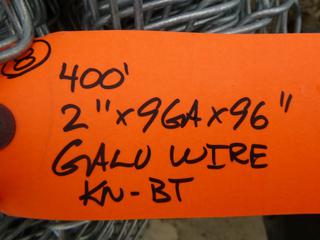 8
400'
2"x9GAx96"
GALV WIRE
KN-BT